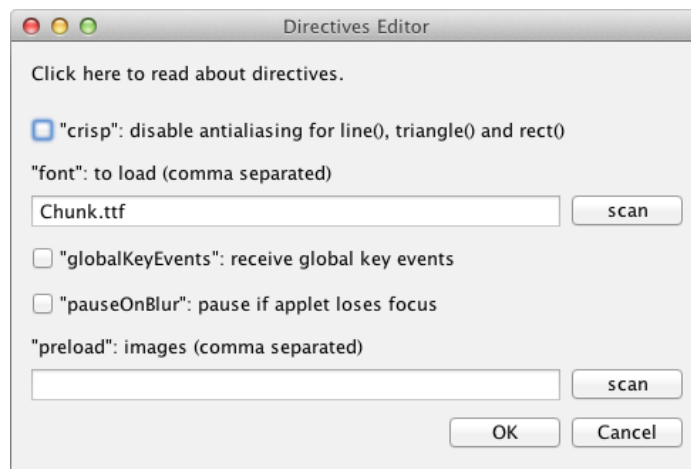 Directives Editor
Click here to read about directives.
"crisp": disable antialiasing for line(), triangle() and rect()
"font": to load (comma separated)
Chunk.ttf scan
"globalKeyEvents": receive global key events
"pauseOnBlur": pause if applet loses focus
"preload": images (comma separated)
scan
OK Cancel